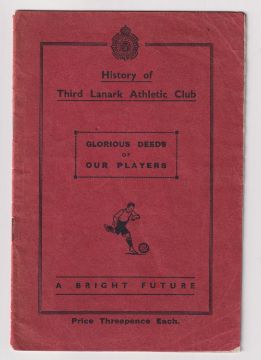 History of
Third Lanark Athletic Club
GLORIOUS DEEDS
OF
OUR PLAYERS
A BRIGHT FUTURE
Price Threepence Each.